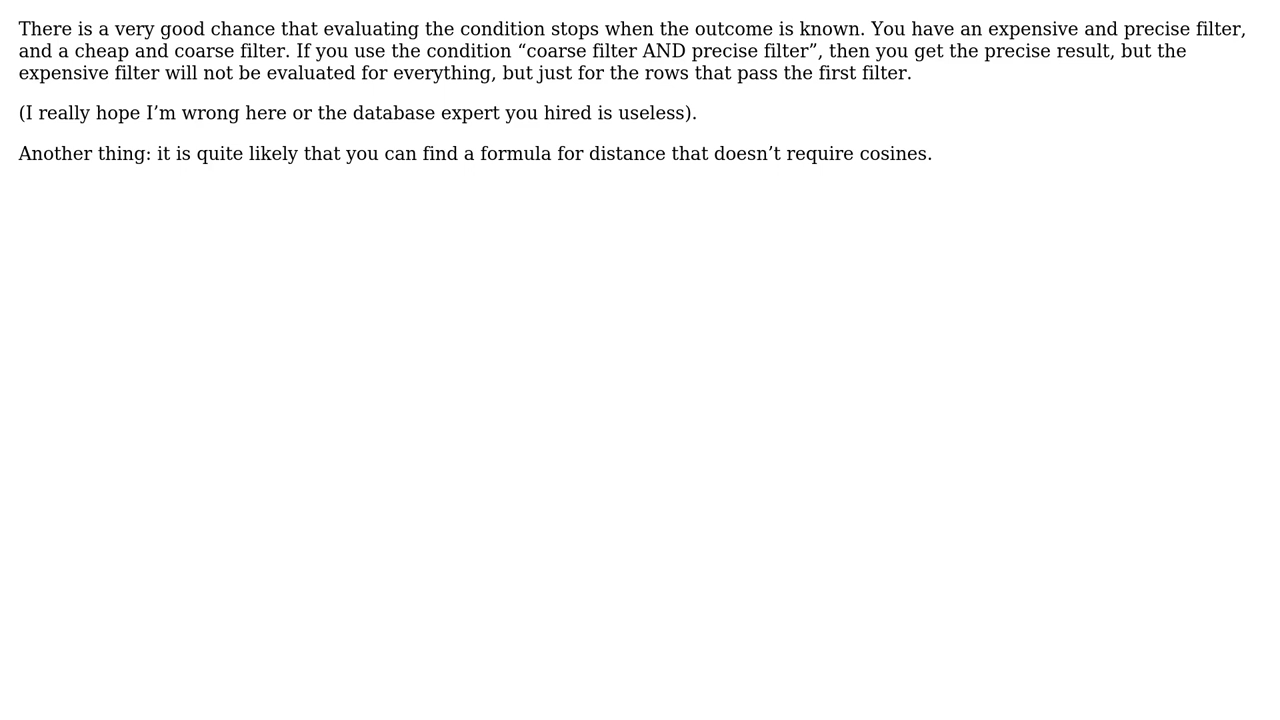 There is a very good chance that evaluating the condition stops when the outcome is known. You have an expensive and precise filter,
and a cheap and coarse filter. If you use the condition “coarse filter AND precise filter”, then you get the precise result, but the
expensive filter will not be evaluated for everything, but just for the rows that pass the first filter.
(I really hope I’m wrong here or the database expert you hired is useless).
Another thing: it is quite likely that you can find a formula for distance that doesn’t require cosines.